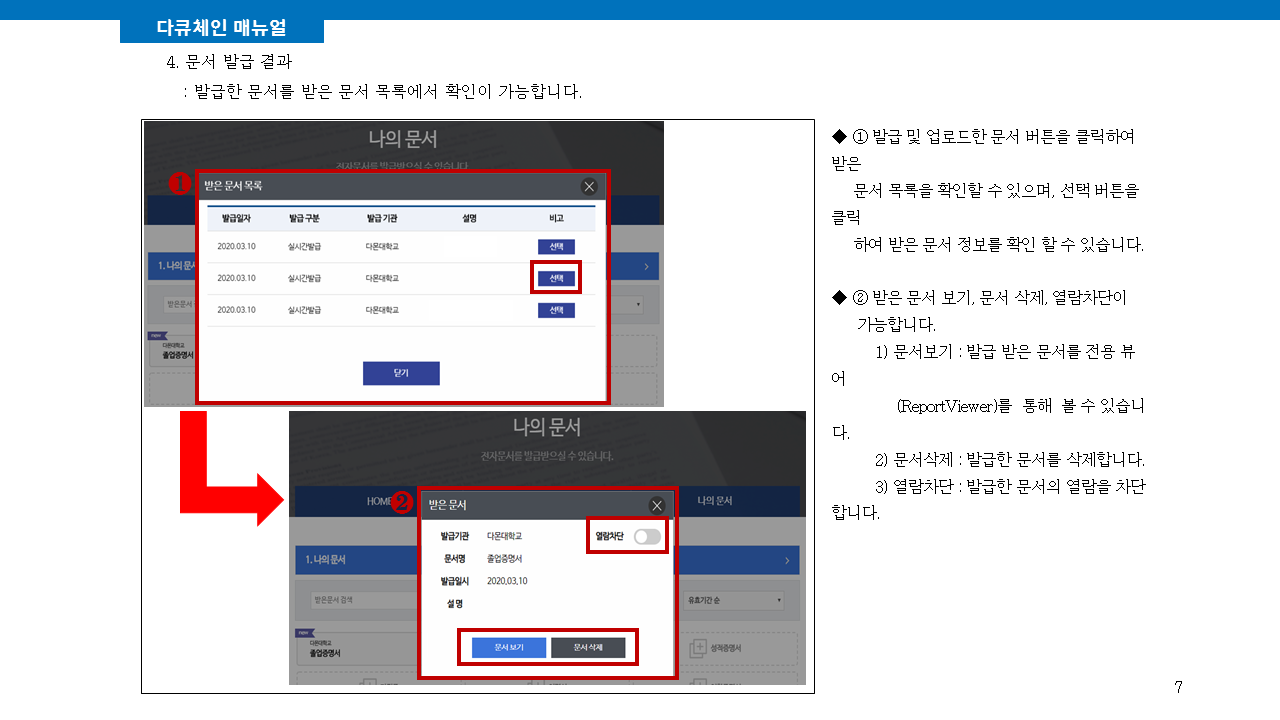 다큐체인 매뉴얼
4. 문서 발급 결과
: 발급한 문서를 받은 문서 목록에서 확인이 가능합니다.
나의 문서
전자문서를 발급받으실 수 있습니다
1
받은 문서 목록
발급일자 발급 구분 발급 기관 설명 비고
2020.03.10 실시간발급 다몬대학교 선택
1. 나의 문서
2020.03.10 실시간발급 다몬대학교 선택
받은문서
2020.03.10 실시간발급 다몬대학교 선택
new
다몬대학교
졸업증명서
닫기
나의 문서
전자문서를 발급받으실 수 있습니다.
HOME 나의 문서
2
받은 문서
발급기관 다몬대학교 열람차단
문서명 졸업증명서
1. 나의 문서
발급일시 2020.03.10
받은문서 검색 유효기간 순
설 명
new
다몬대학교
졸업증명서
문서 보기 문서 삭제
성적증명서
◆ ① 발급 및 업로드한 문서 버튼을 클릭하여
받은
문서 목록을 확인할 수 있으며, 선택 버튼을
클릭
하여 받은 문서 정보를 확인 할 수 있습니다.
◆ ② 받은 문서 보기, 문서 삭제, 열람차단이
가능합니다.
1) 문서보기 : 발급 받은 문서를 전용 뷰
어
(ReportViewer)를 통해 볼 수 있습니
다.
2) 문서삭제 : 발급한 문서를 삭제합니다.
3) 열람차단 : 발급한 문서의 열람을 차단
합니다.
7